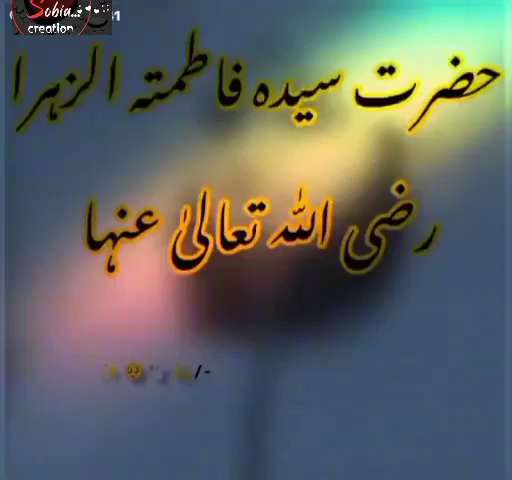 Sobia...
creation
حضرت سیدہ فاطمتہ الزہرا
رضی اللہ تعالیٰ عنہا
/-